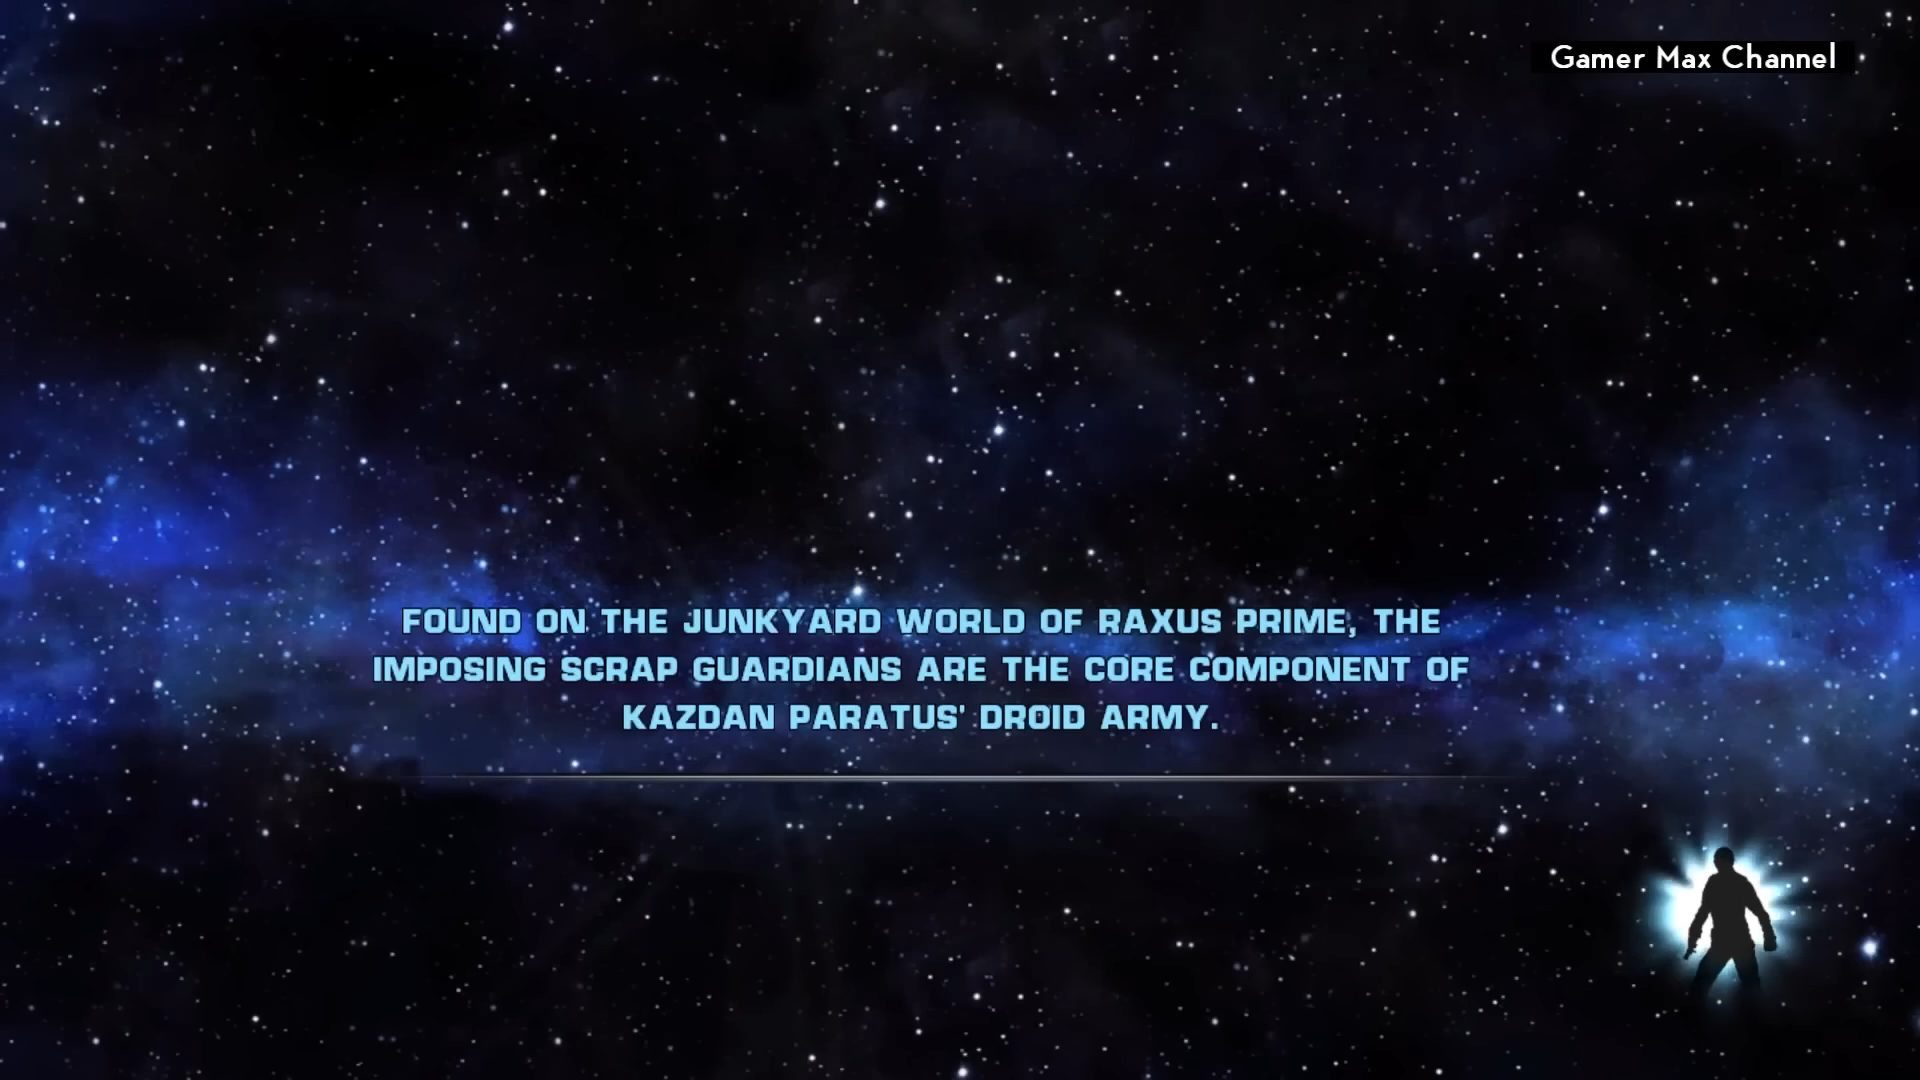 Gamer Max Channel
FOUND ON THE JUNKYARD WORLD OF RAXUS PRIME, THE
IMPOSING SCRAP GUARDIANS ARE THE CORE COMPONENT OF
KAZDAN PARATUS' DROID ARMY.